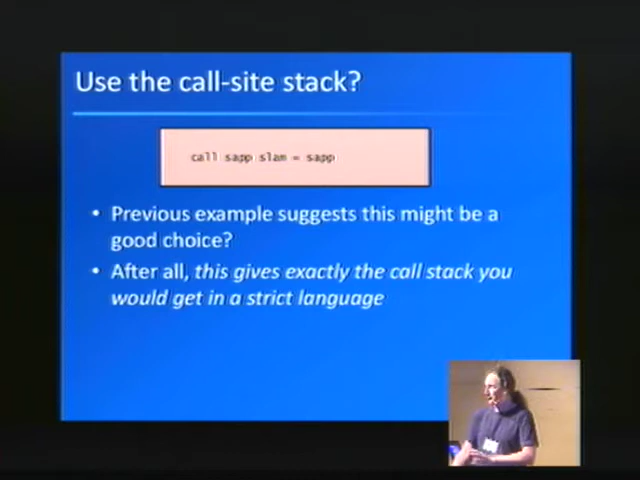 Use the call-site stack?
call sapp slam = sapp
• Previous example suggests this might be a
good choice?
• After all, this gives exactly the call stack you
would get in a strict language